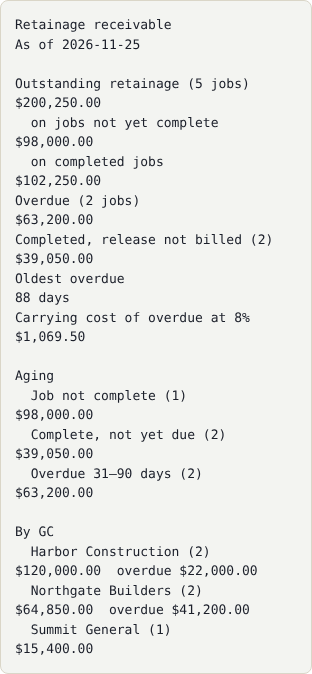 Retainage receivable
As of 2026-11-25

Outstanding retainage (5 jobs)
$200,250.00
  on jobs not yet complete
$98,000.00
  on completed jobs
$102,250.00
Overdue (2 jobs)
$63,200.00
Completed, release not billed (2)
$39,050.00
Oldest overdue
88 days
Carrying cost of overdue at 8%
$1,069.50

Aging
  Job not complete (1)
$98,000.00
  Complete, not yet due (2)
$39,050.00
  Overdue 31–90 days (2)
$63,200.00

By GC
  Harbor Construction (2)
$120,000.00  overdue $22,000.00
  Northgate Builders (2)
$64,850.00  overdue $41,200.00
  Summit General (1)
$15,400.00